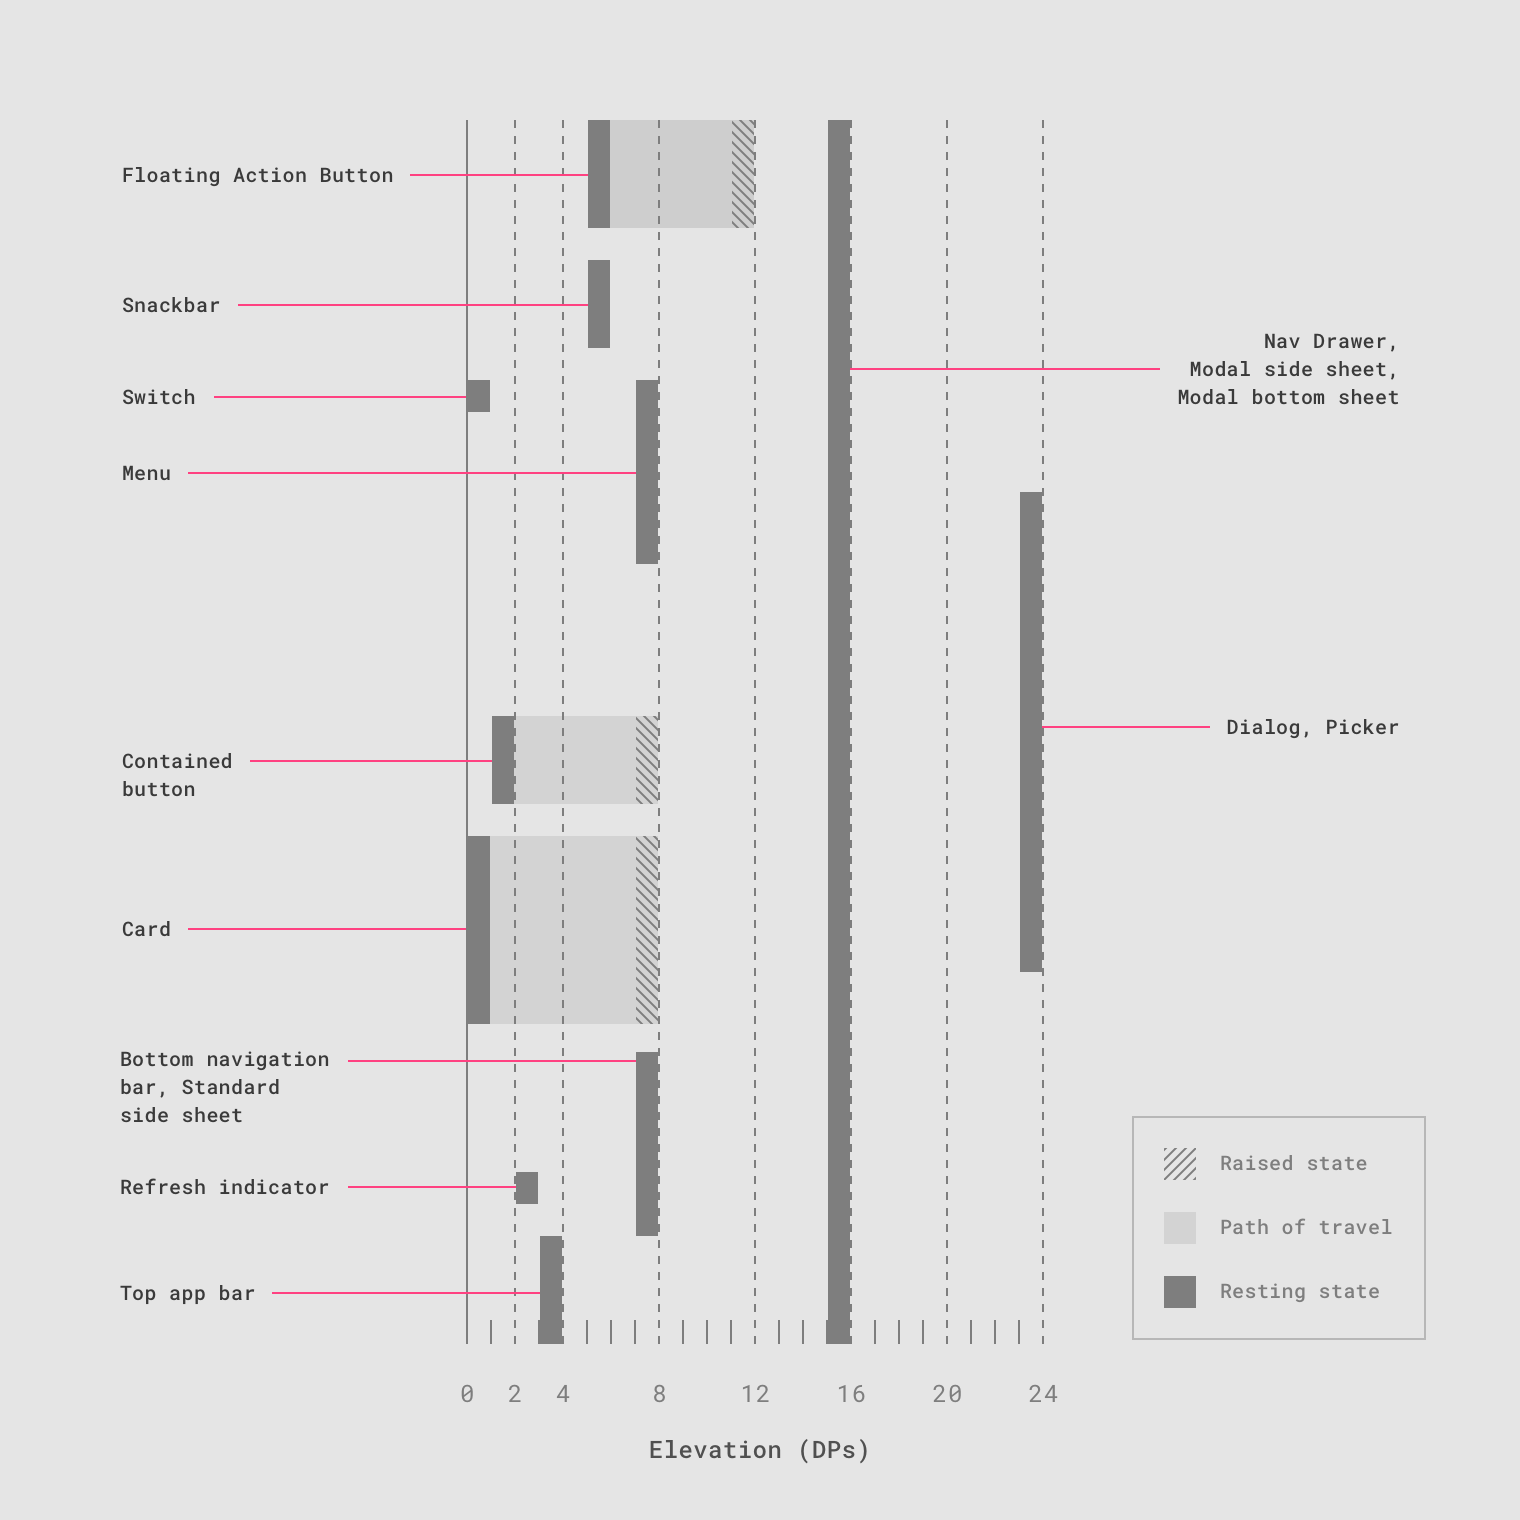 Floating Action Button
Snackbar
Switch
Menu
Contained
button
Card
Bottom navigation
bar, Standard
side sheet
Refresh indicator
Top app bar
Nav Drawer,
Modal side sheet,
Modal bottom sheet
Dialog, Picker
Raised state
Path of travel
Resting state
0 2 4 8 12 16 20 24
Elevation (DPs)